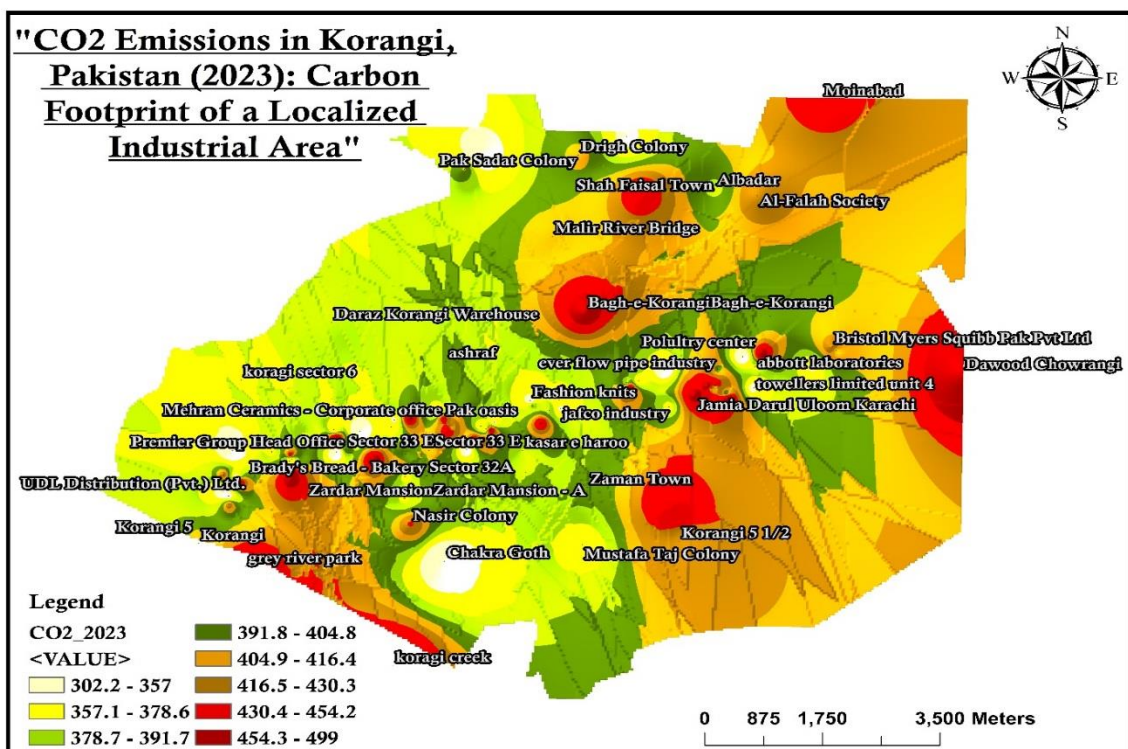 "CO2 Emissions in Korangi,
Pakistan (2023): Carbon
Footprint of a Localized
Industrial Area"
N
W E
S
Moinabad
Pak Sadat Colony
Drigh Colony
Shah Faisal Town
Albadar
Al-Falah Society
Malir River Bridge
Daraz Korangi Warehouse
Bagh-e-KorangiBagh-e-Korangi
Polultry center
Bristol Myers Squibb Pak Pvt Ltd
ashraf
ever flow pipe industry
abbott laboratories
Dawood Chowrangi
koragi sector 6
Fashion knits
towellers limited unit 4
Mehran Ceramics - Corporate office
Pak oasis
jafco industry
Jamia Darul Uloom Karachi
Premier Group Head Office
Sector 33 ESector 33 E
kasar e haroo
Brady's Bread - Bakery
Sector 32A
UDL Distribution (Pvt.) Ltd.
Zardar MansionZardar Mansion - A
Zaman Town
Korangi 5
Korangi
Nasir Colony
Korangi 5 1/2
grey river park
Chakra Goth
Mustafa Taj Colony
koragi creek
Legend
CO2_2023
<VALUE>
302.2 - 357
357.1 - 378.6
378.7 - 391.7
391.8 - 404.8
404.9 - 416.4
416.5 - 430.3
430.4 - 454.2
454.3 - 499
0 875 1,750 3,500 Meters